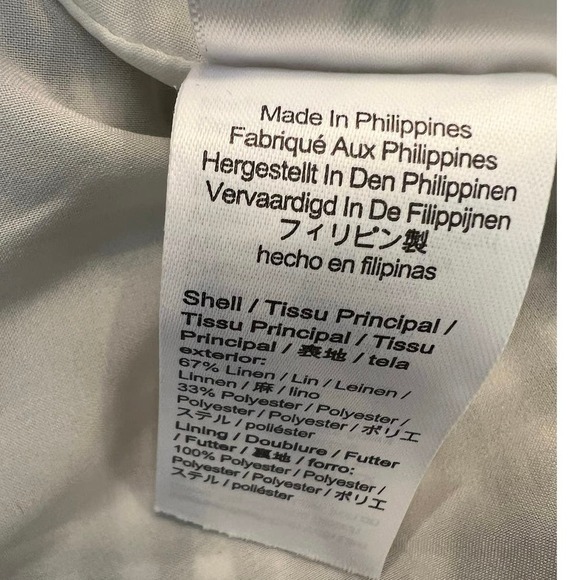 Made In Philippines
Fabriqué Aux Philippines
Hergestellt In Den Philippinen
Vervaardigd In De Filippijnen
フィリピン製
hecho en filipinas
Shell / Tissu Principal /
Tissu Principal / Tissu
Principal / 表地 / tela
exterior:
67% Linen / Lin / Leinen /
Linnen / 麻 / lino
33% Polyester / Polyester /
Polyester / Polyester / ポリエ
ステル / poliéster
Lining / Doublure / Futter
/ Futter / 裏地 / forro:
100% Polyester / Polyester /
Polyester / Polyester / ポリエ
ステル / poliéster